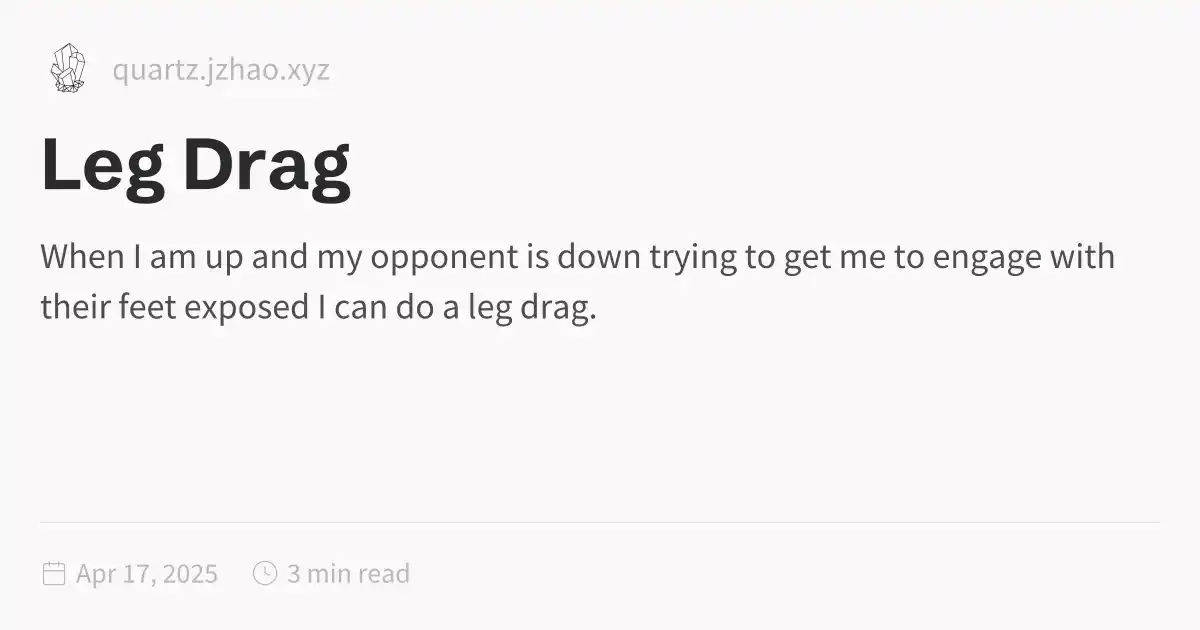 quartz.jzhao.xyz
Leg Drag
When I am up and my opponent is down trying to get me to engage with
their feet exposed I can do a leg drag.
Apr 17, 2025
3 min read